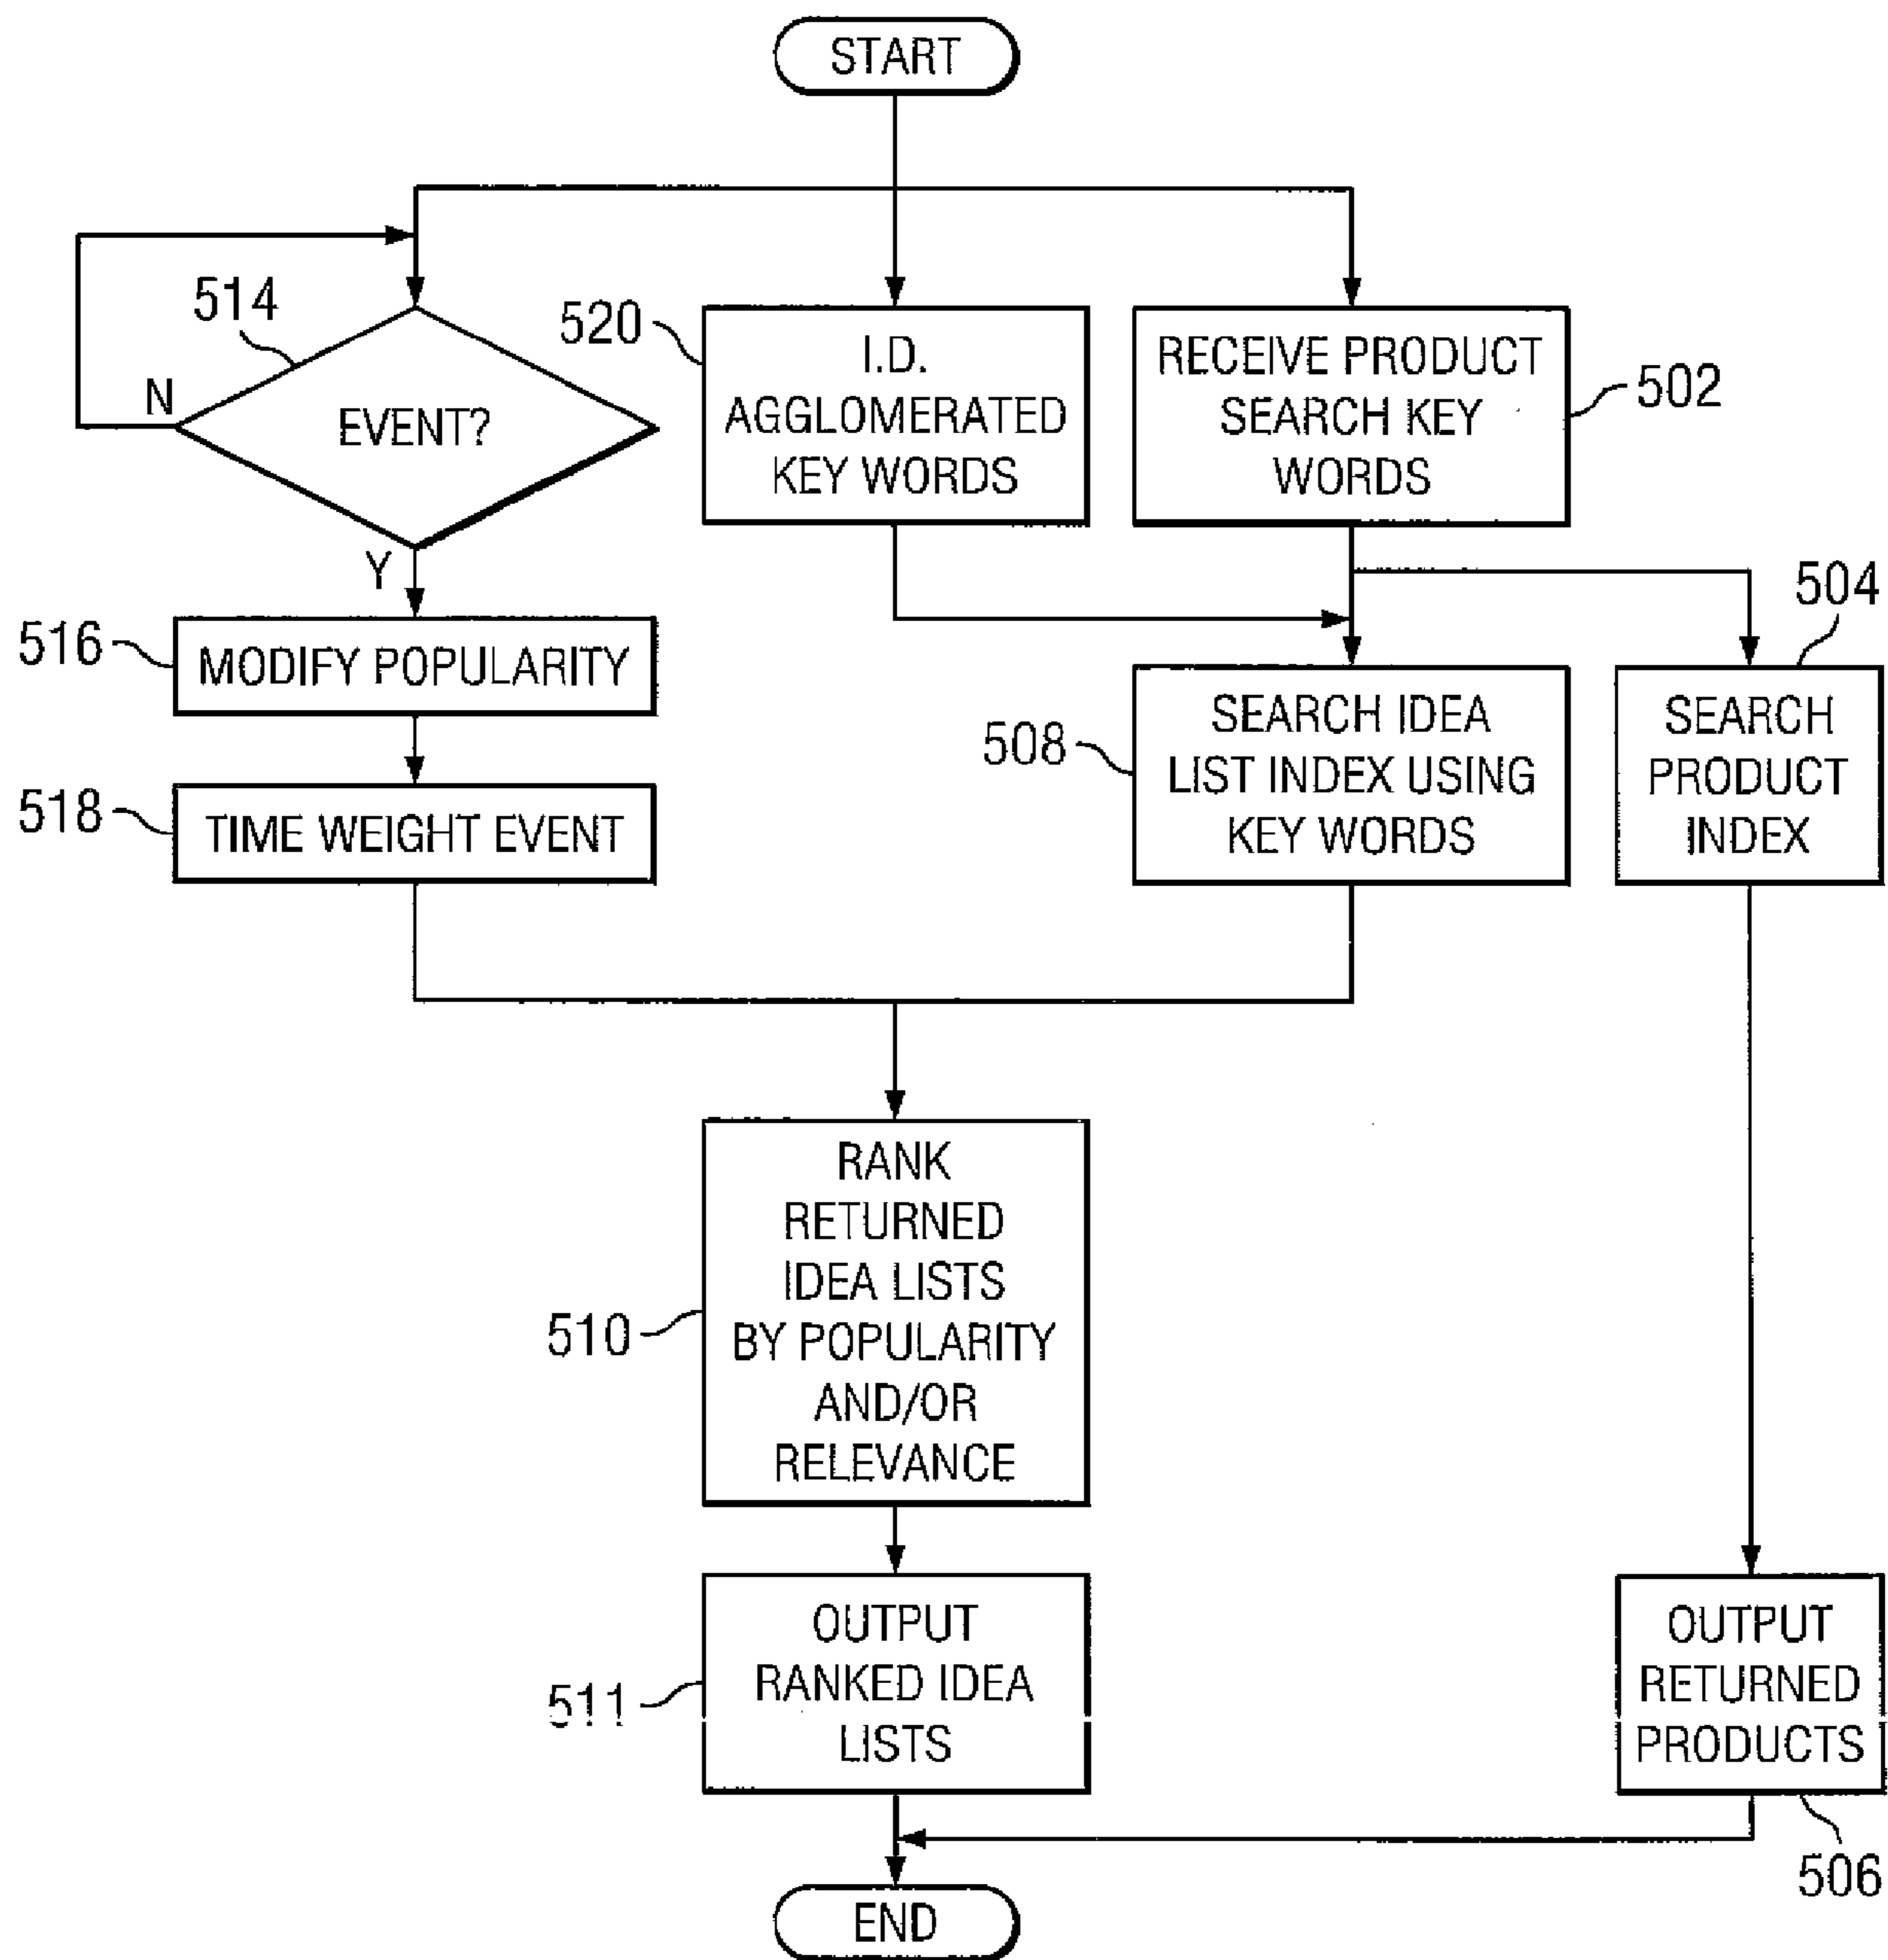 START
514
N
EVENT?
Y
520
I.D.
AGGLOMERATED
KEY WORDS
RECEIVE PRODUCT
SEARCH KEY
WORDS
502
516
MODIFY POPULARITY
518
TIME WEIGHT EVENT
508
SEARCH IDEA
LIST INDEX USING
KEY WORDS
504
SEARCH
PRODUCT
INDEX
510
RANK
RETURNED
IDEA LISTS
BY POPULARITY
AND/OR
RELEVANCE
511
OUTPUT
RANKED IDEA
LISTS
OUTPUT
RETURNED
PRODUCTS
506
END